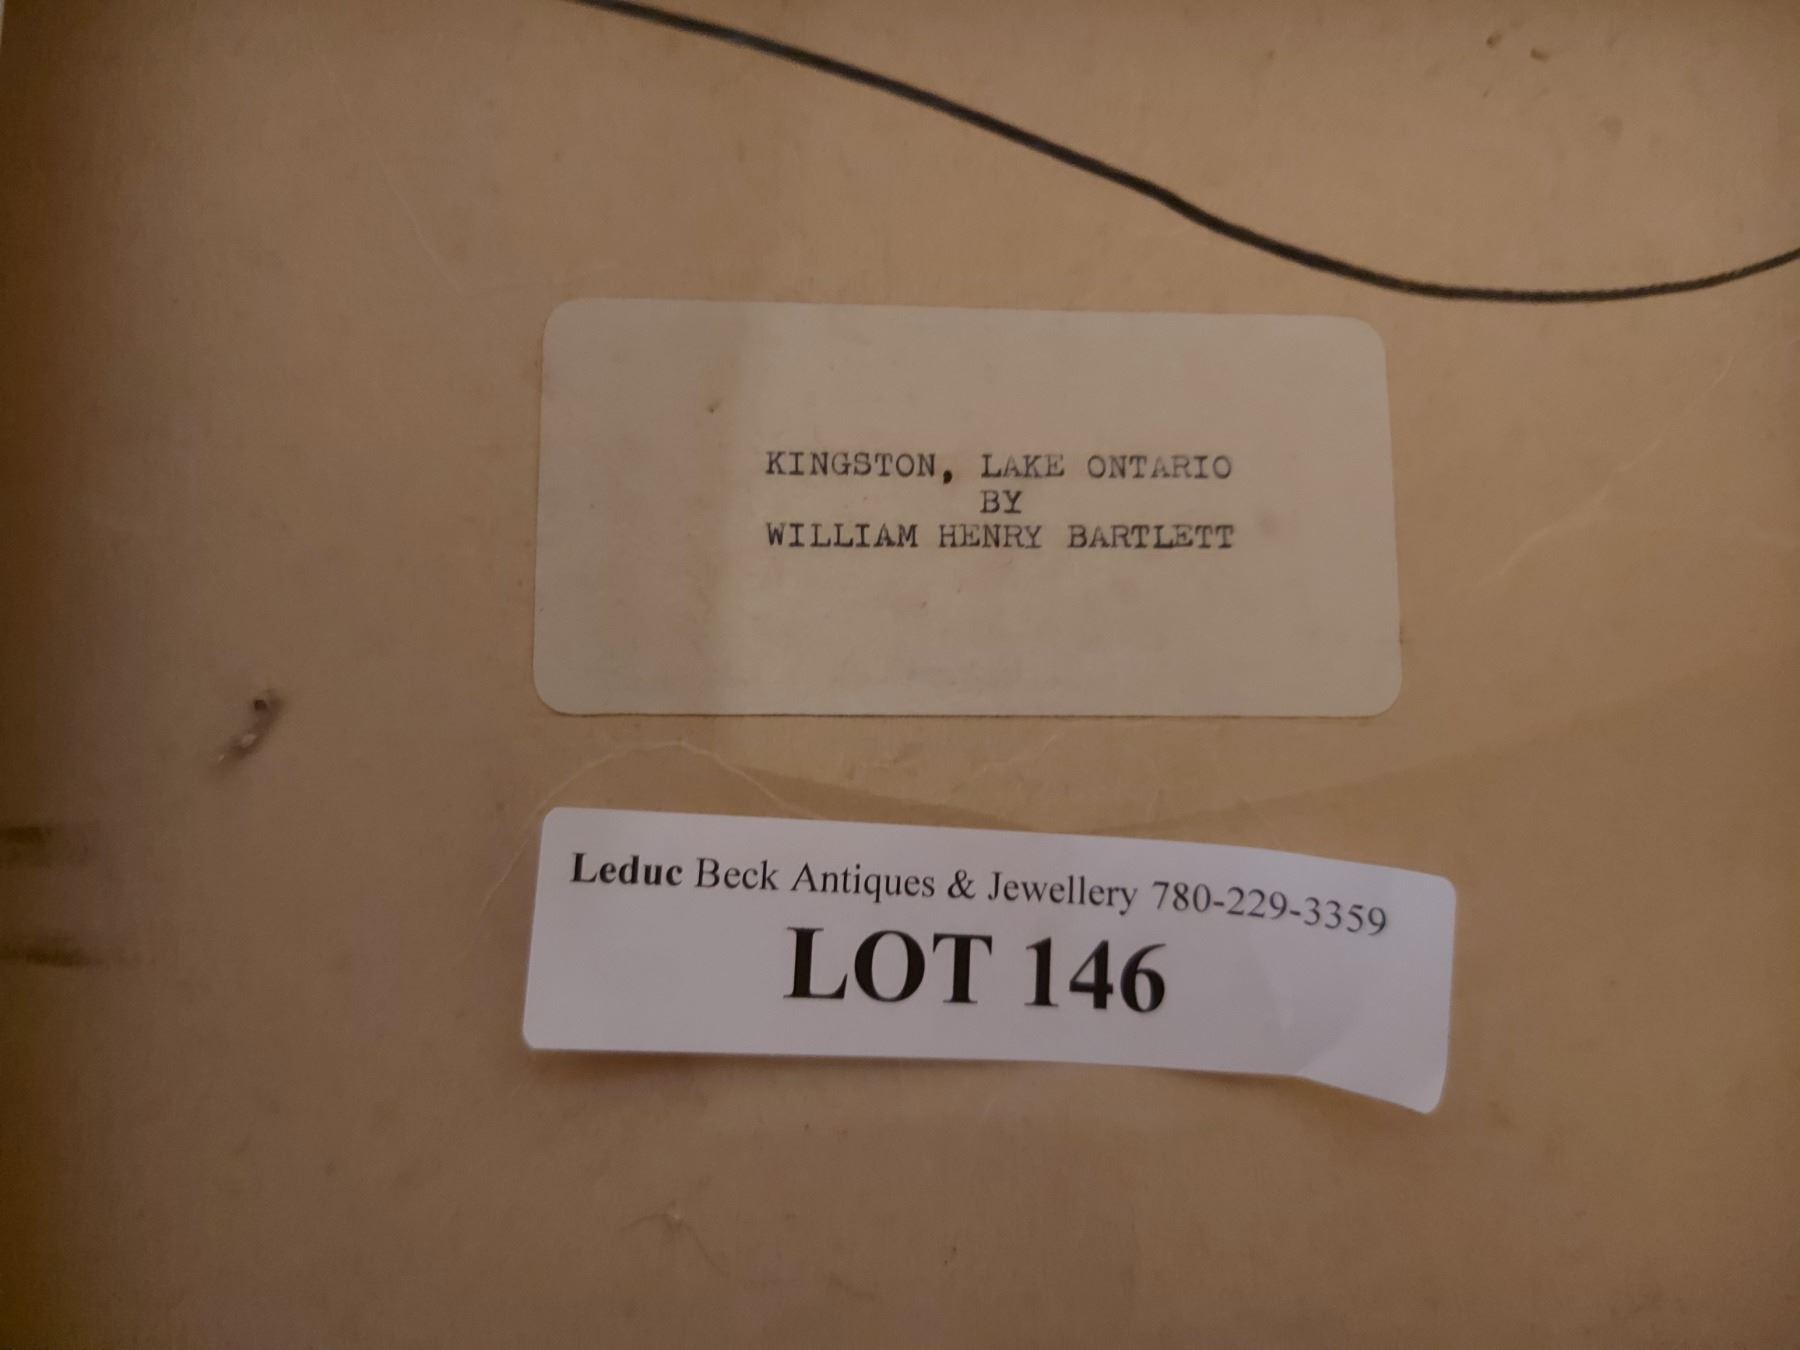 KINGSTON, LAKE ONTARIO
BY
WILLIAM HENRY BARTLETT
Leduc Beck Antiques & Jewellery 780-229-3359
LOT 146